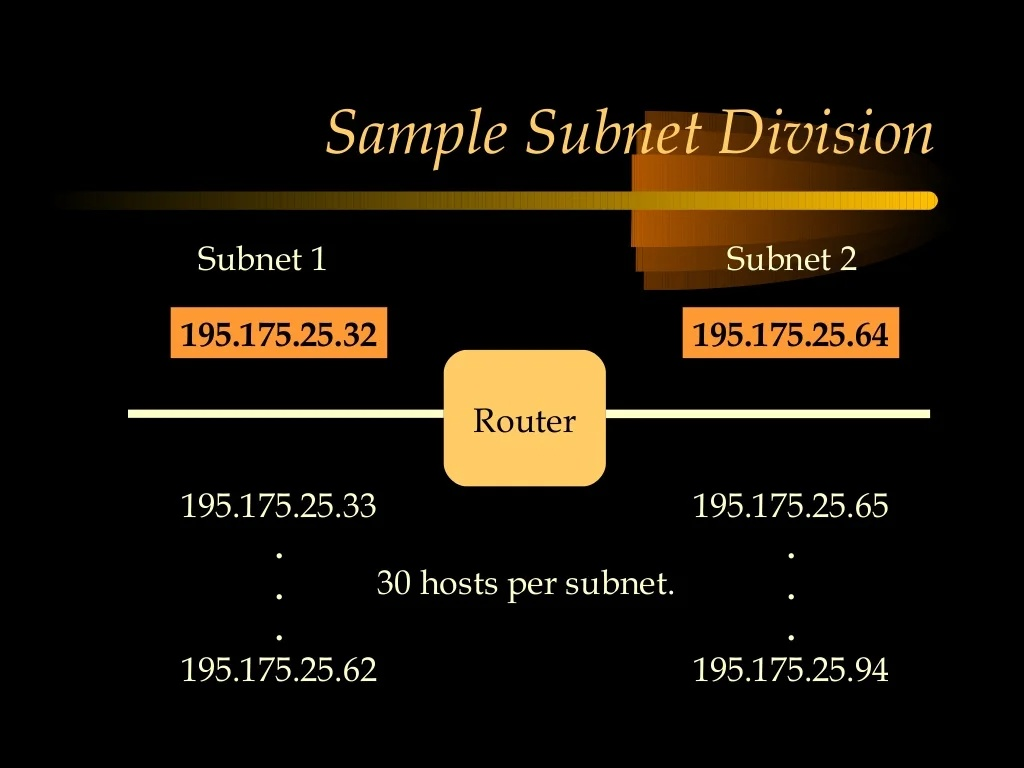 Sample Subnet Division
Subnet 1
Subnet 2
195.175.25.32
195.175.25.64
Router
195.175.25.33
195.175.25.65
.
.
.
.
.
.
30 hosts per subnet.
195.175.25.62
195.175.25.94